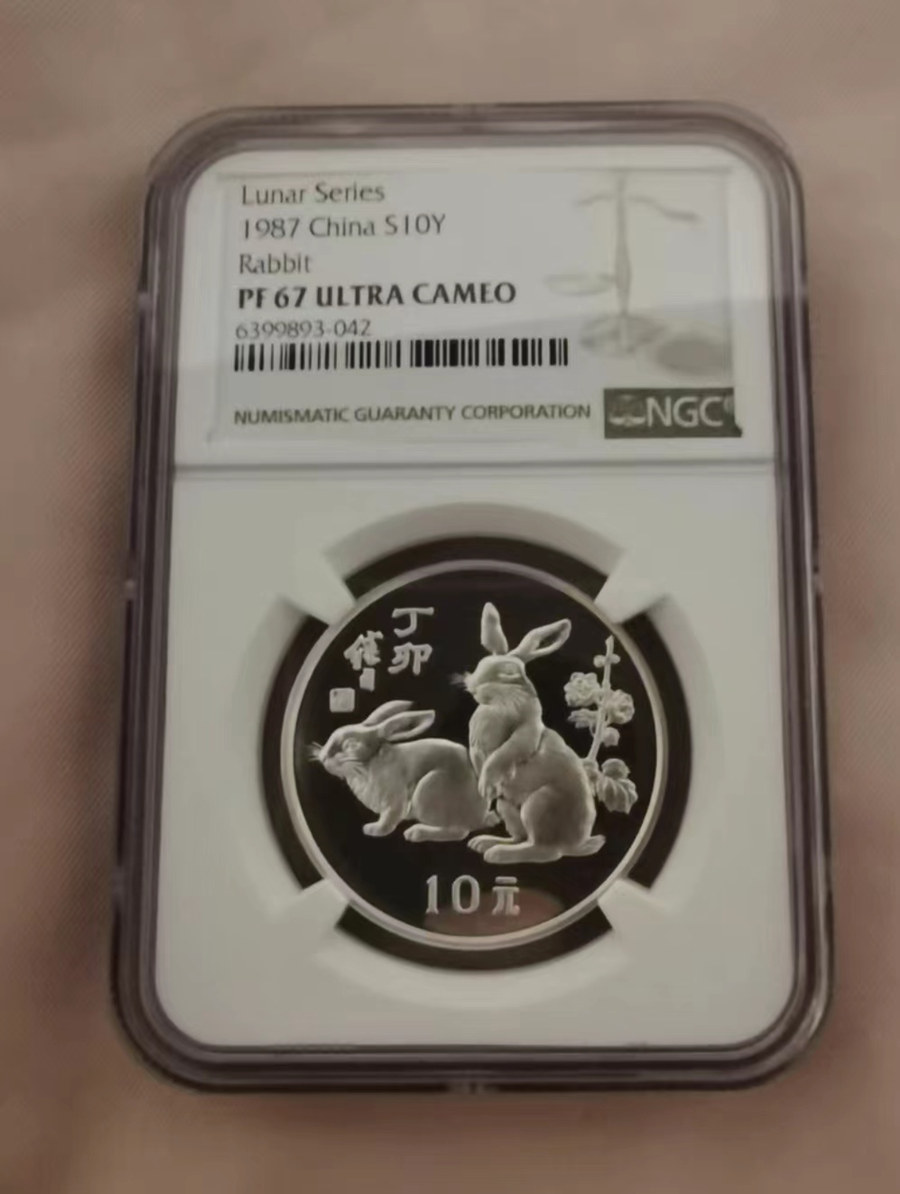 Lunar Series
1987 China S10Y
Rabbit
PF 67 ULTRA CAMEO
6399893-042
NUMISMATIC GUARANTY CORPORATION
NGC
丁卯
10元